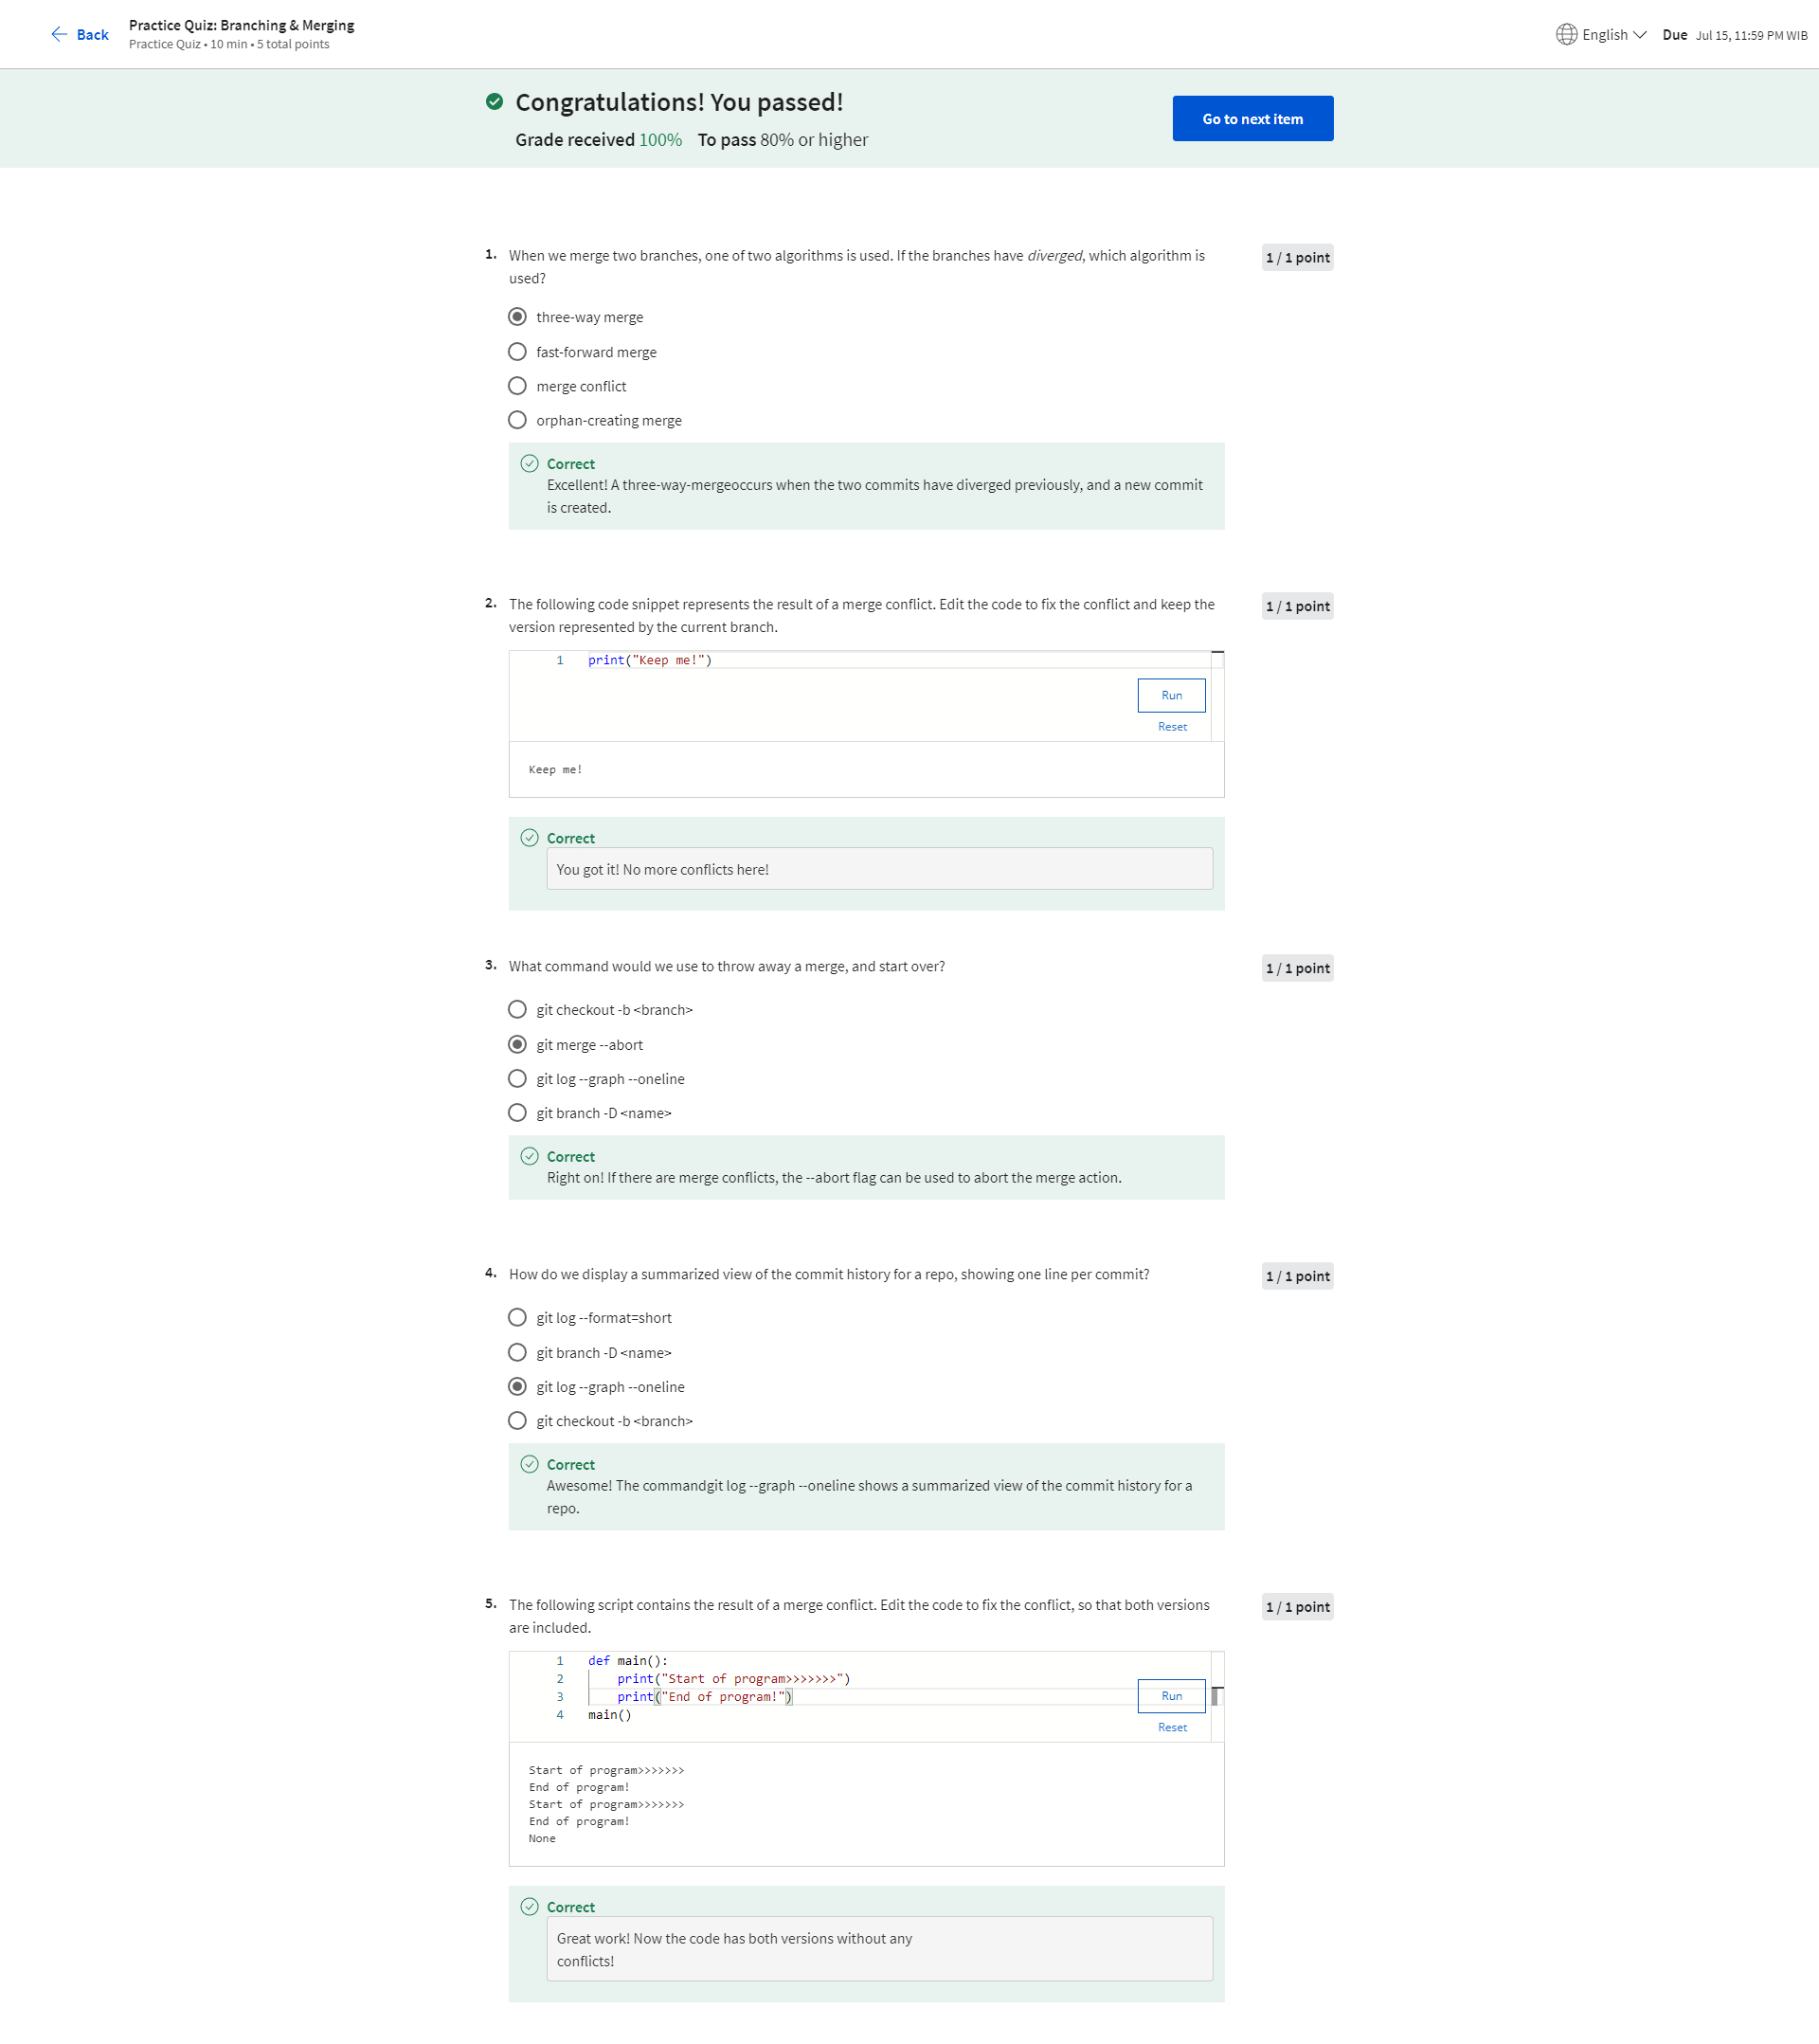 Back
Practice Quiz: Branching & Merging
Practice Quiz • 10 min • 5 total points
English
Due Jul 15, 11:59 PM WIB
Congratulations! You passed!
Grade received 100% To pass 80% or higher
Go to next item
1. When we merge two branches, one of two algorithms is used. If the branches have diverged, which algorithm is
used?
1 / 1 point
three-way merge
fast-forward merge
merge conflict
orphan-creating merge
Correct
Excellent! A three-way-mergeoccurs when the two commits have diverged previously, and a new commit
is created.
2. The following code snippet represents the result of a merge conflict. Edit the code to fix the conflict and keep the
version represented by the current branch.
1 / 1 point
1 print("Keep me!")
Run
Reset
Keep me!
Correct
You got it! No more conflicts here!
3. What command would we use to throw away a merge, and start over?
1 / 1 point
git checkout -b <branch>
git merge --abort
git log --graph --oneline
git branch -D <name>
Correct
Right on! If there are merge conflicts, the --abort flag can be used to abort the merge action.
4. How do we display a summarized view of the commit history for a repo, showing one line per commit?
1 / 1 point
git log --format=short
git branch -D <name>
git log --graph --oneline
git checkout -b <branch>
Correct
Awesome! The commandgit log --graph --oneline shows a summarized view of the commit history for a
repo.
5. The following script contains the result of a merge conflict. Edit the code to fix the conflict, so that both versions
are included.
1 / 1 point
1 def main():
2     print("Start of program>>>>>>>")
3     print("End of program!")
4 main()
Run
Reset
Start of program>>>>>>>
End of program!
Start of program>>>>>>>
End of program!
None
Correct
Great work! Now the code has both versions without any
conflicts!